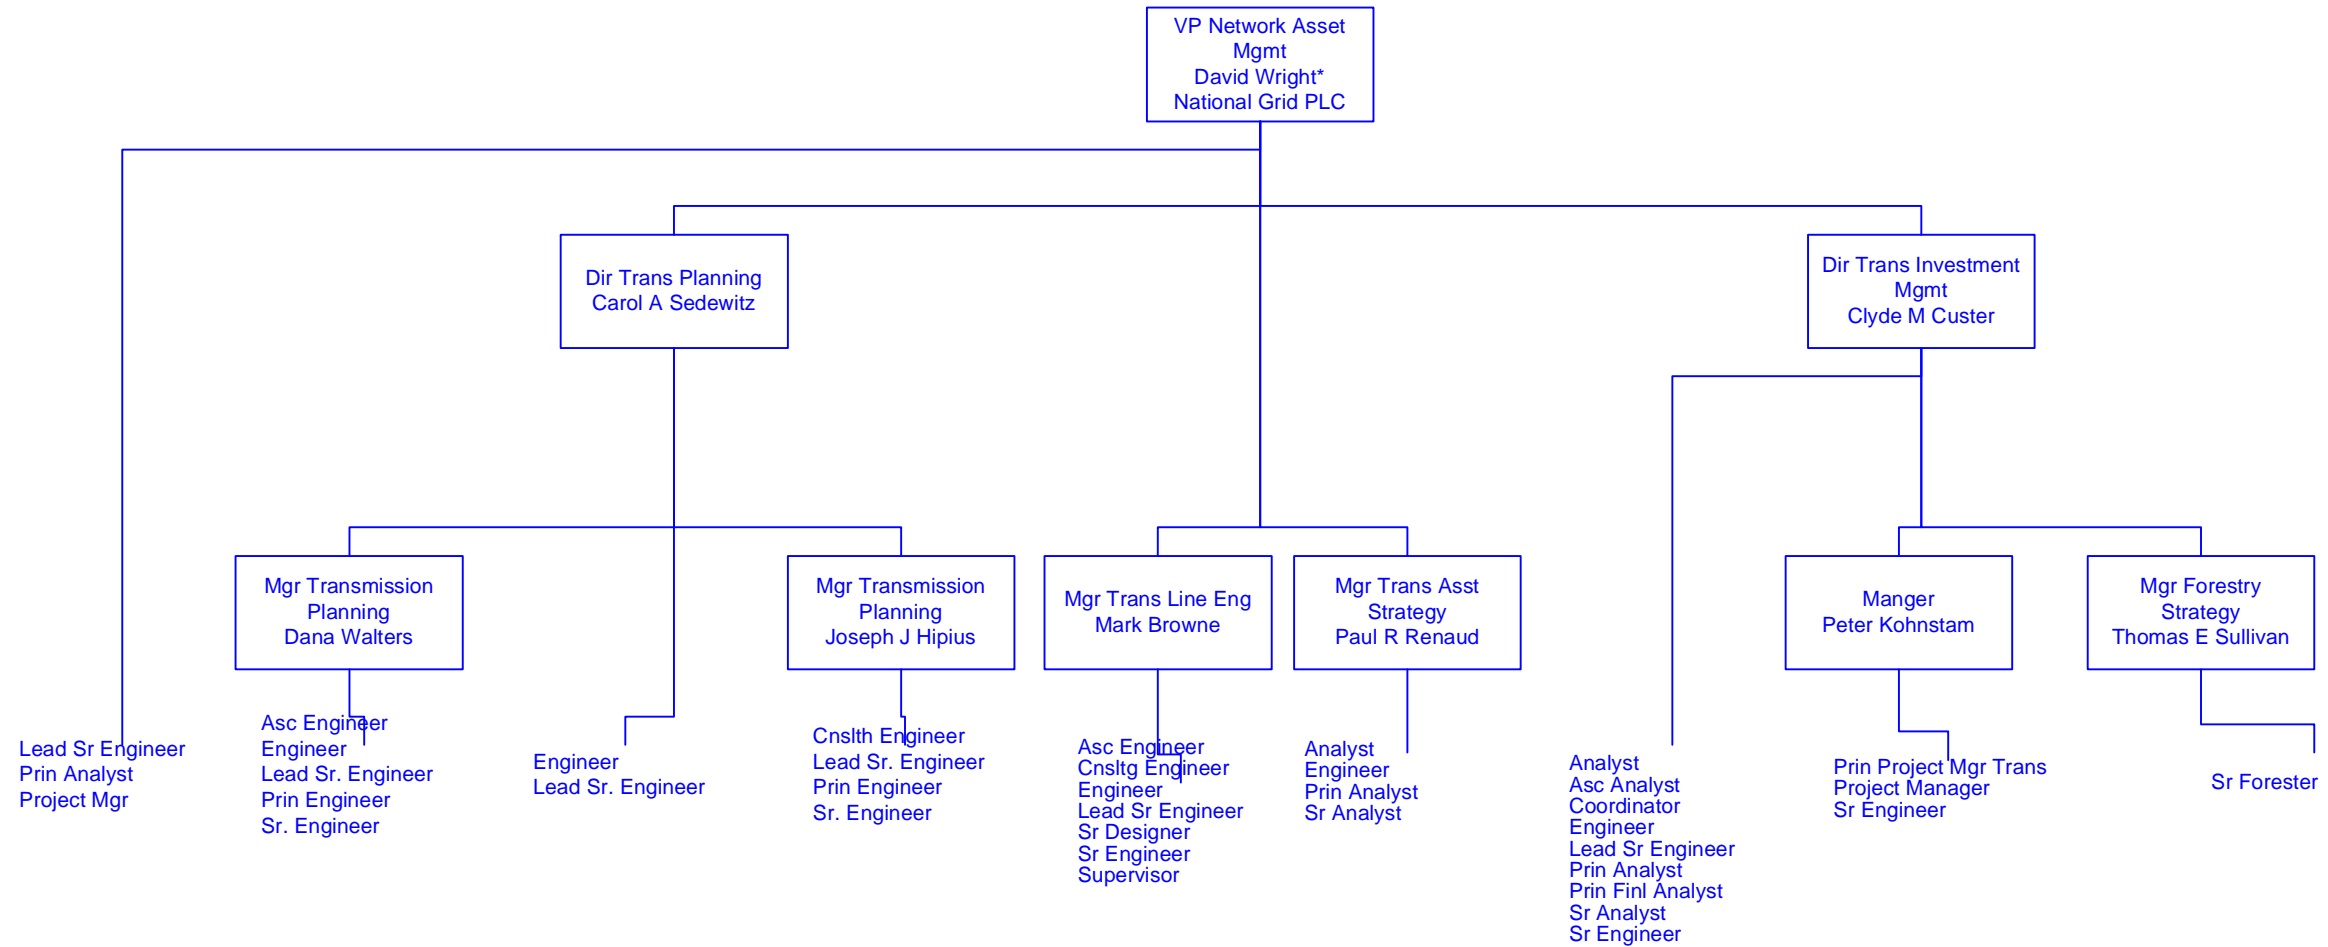 VP Network Asset
Mgmt
David Wright*
National Grid PLC
Dir Trans Planning
Carol A Sedewitz
Dir Trans Investment
Mgmt
Clyde M Custer
Mgr Transmission
Planning
Dana Walters
Mgr Transmission
Planning
Joseph J Hipius
Mgr Trans Line Eng
Mark Browne
Mgr Trans Asst
Strategy
Paul R Renaud
Manger
Peter Kohnstam
Mgr Forestry
Strategy
Thomas E Sullivan
Lead Sr Engineer
Prin Analyst
Project Mgr
Asc Engineer
Engineer
Lead Sr. Engineer
Prin Engineer
Sr. Engineer
Engineer
Lead Sr. Engineer
Cnslth Engineer
Lead Sr. Engineer
Prin Engineer
Sr. Engineer
Asc Engineer
Cnsltg Engineer
Engineer
Lead Sr Engineer
Sr Designer
Sr Engineer
Supervisor
Analyst
Engineer
Prin Analyst
Sr Analyst
Analyst
Asc Analyst
Coordinator
Engineer
Lead Sr Engineer
Prin Analyst
Prin Finl Analyst
Sr Analyst
Sr Engineer
Prin Project Mgr Trans
Project Manager
Sr Engineer
Sr Forester